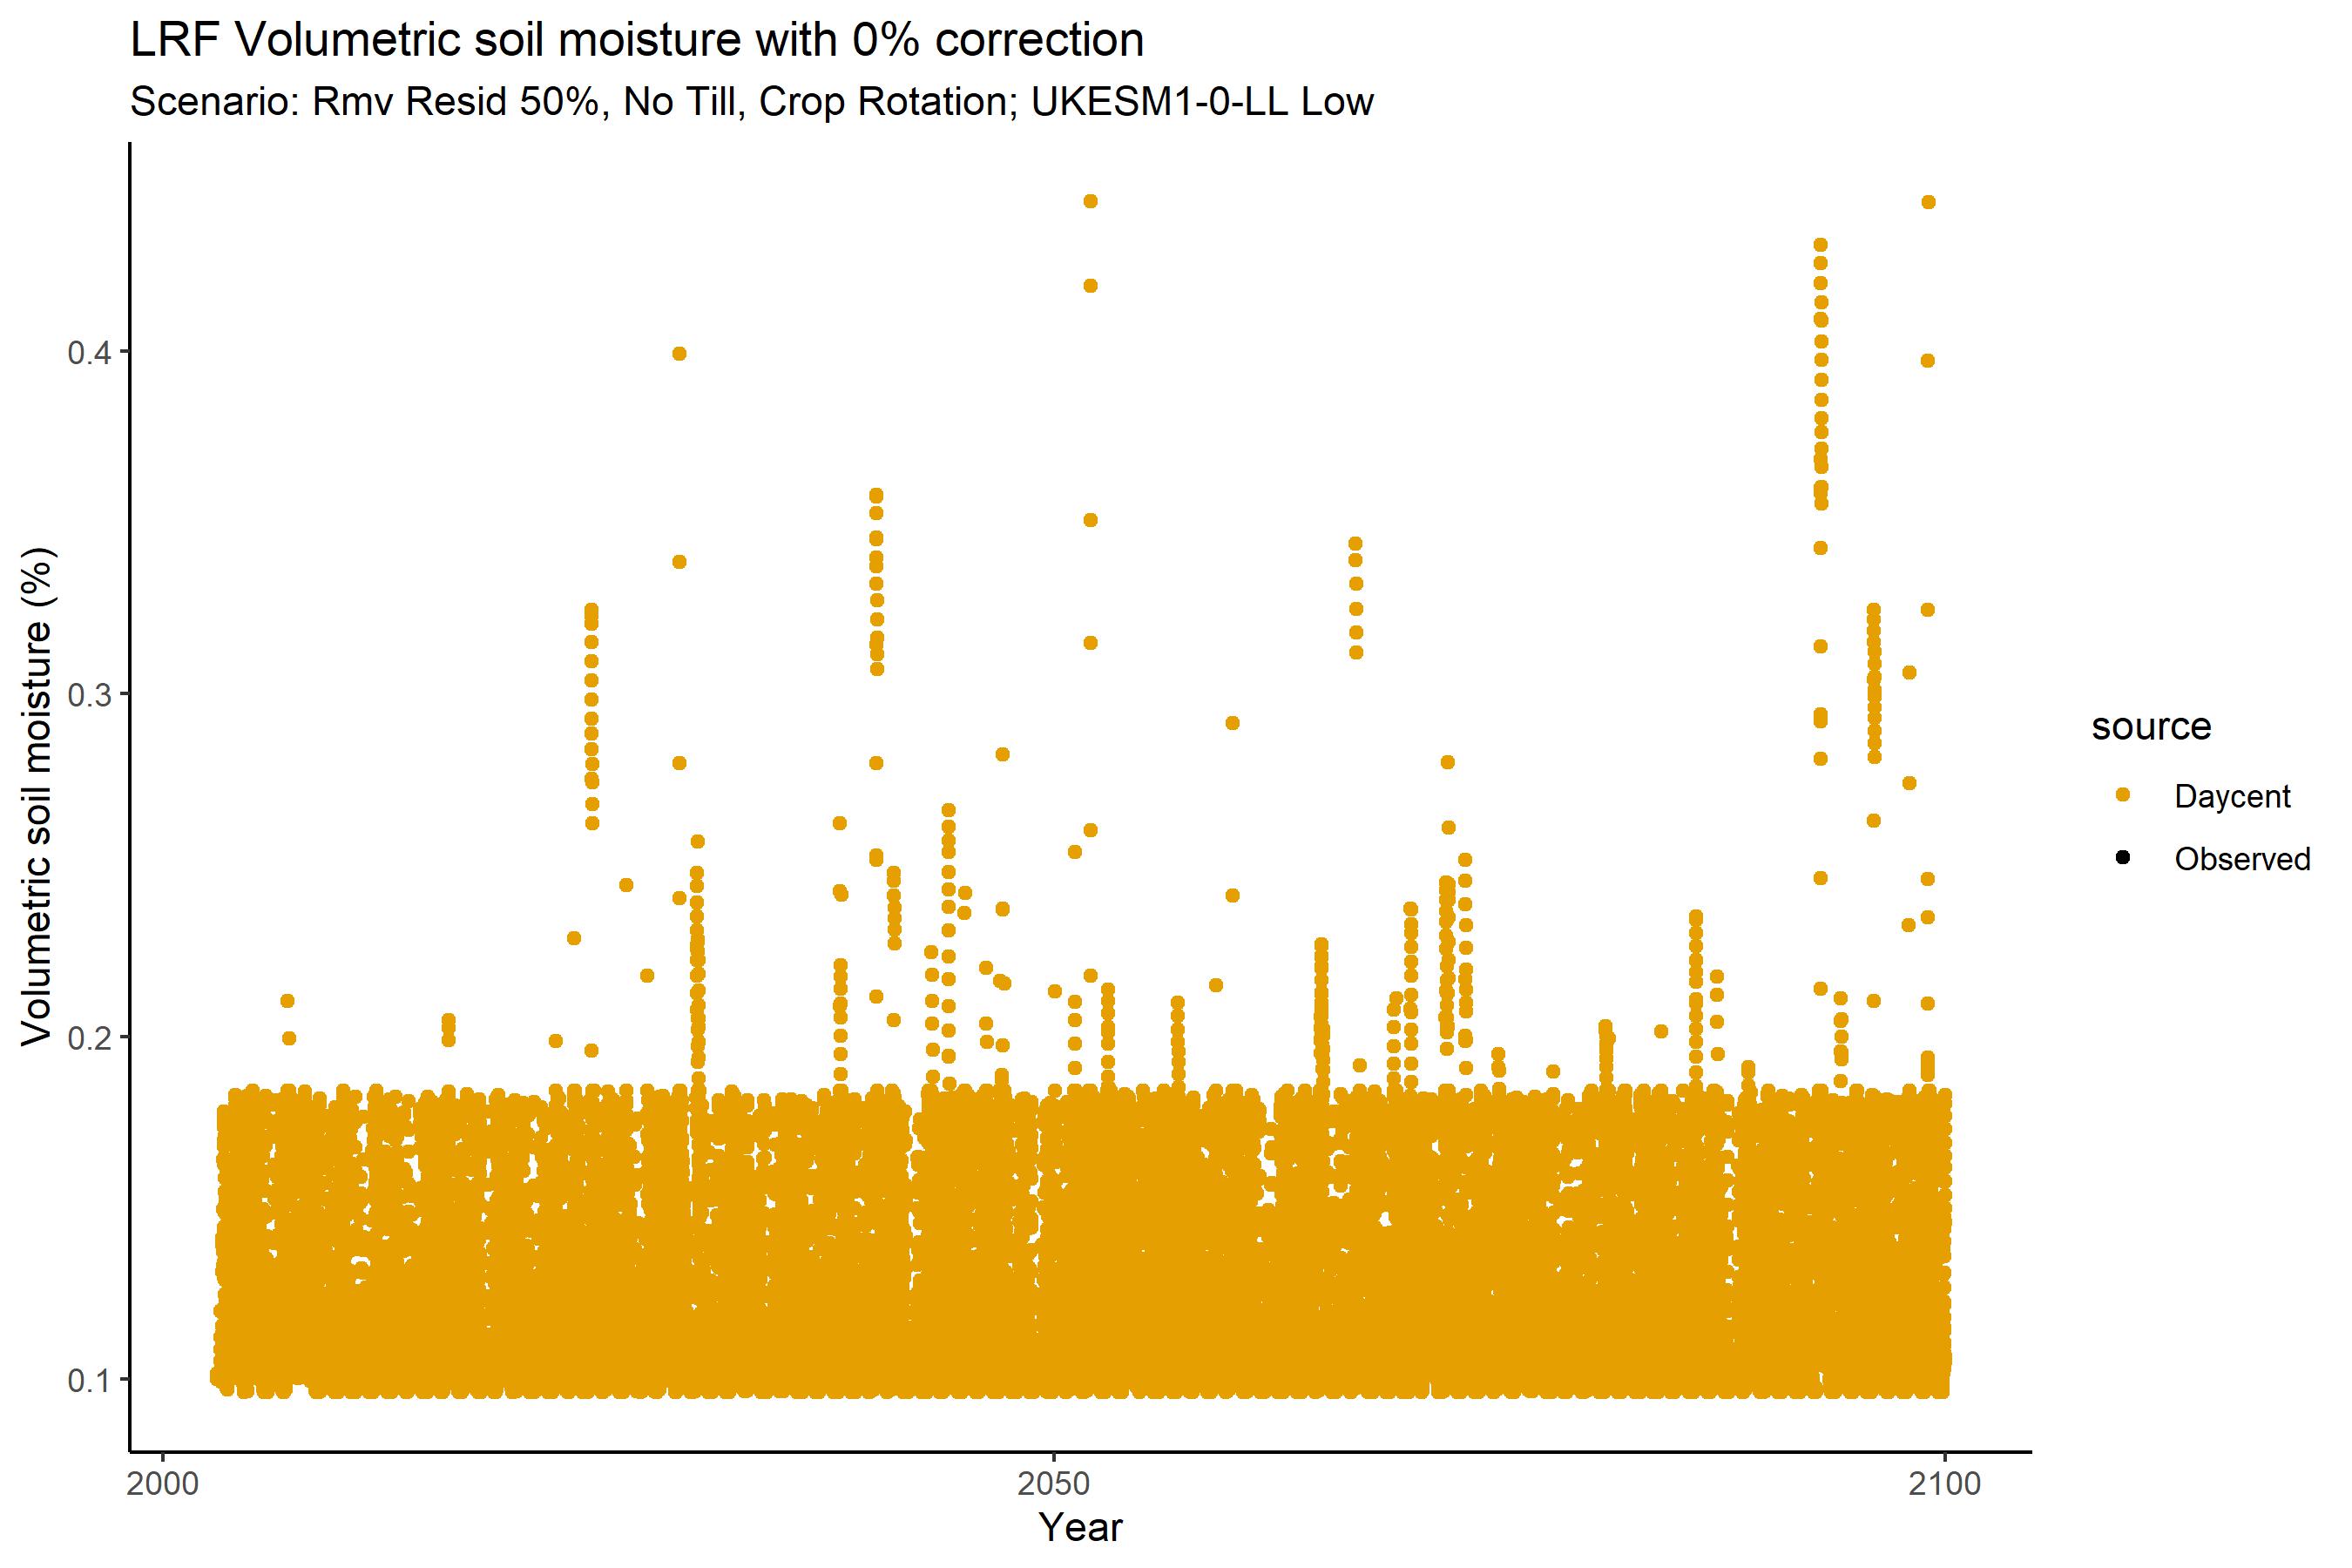 LRF Volumetric soil moisture with 0% correction
Scenario: Rmv Resid 50%, No Till, Crop Rotation; UKESM1-0-LL Low
Volumetric soil moisture (%)
0.4
0.3
0.2
0.1
2000
2050
2100
Year
source
Daycent
Observed